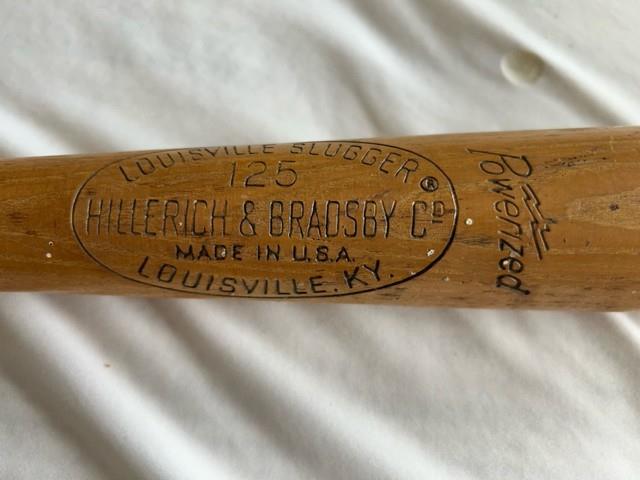 LOUISVILLE SLUGGER®
125
HILLERICH & BRADSBY Co
MADE IN U.S.A.
LOUISVILLE. KY.
Powerized